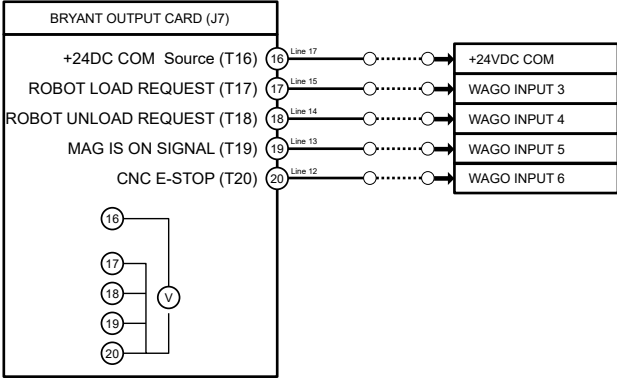 BRYANT OUTPUT CARD (J7)
+24DC COM Source (T16) 16 Line 17 +24VDC COM
ROBOT LOAD REQUEST (T17) 17 Line 15 WAGO INPUT 3
ROBOT UNLOAD REQUEST (T18) 18 Line 14 WAGO INPUT 4
MAG IS ON SIGNAL (T19) 19 Line 13 WAGO INPUT 5
CNC E-STOP (T20) 20 Line 12 WAGO INPUT 6
16
17
18
V
19
20